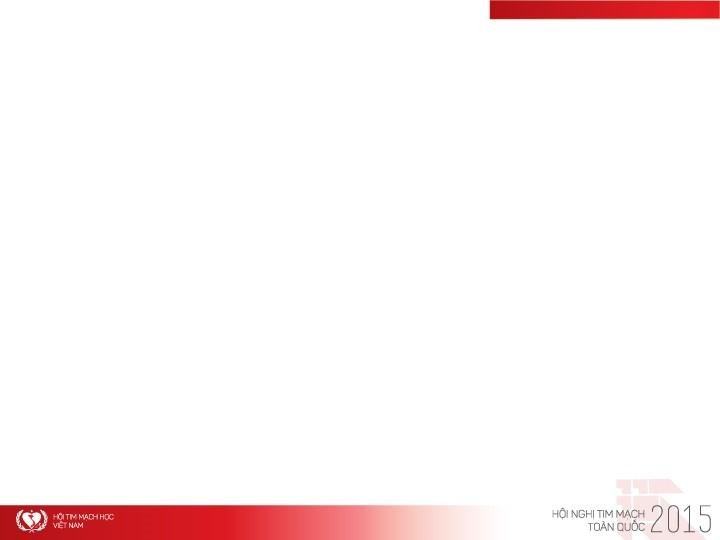 HỘI TIM MẠCH HỌC
VIỆT NAM
HỘI NGHỊ TIM MẠCH
TOÀN QUỐC
2015